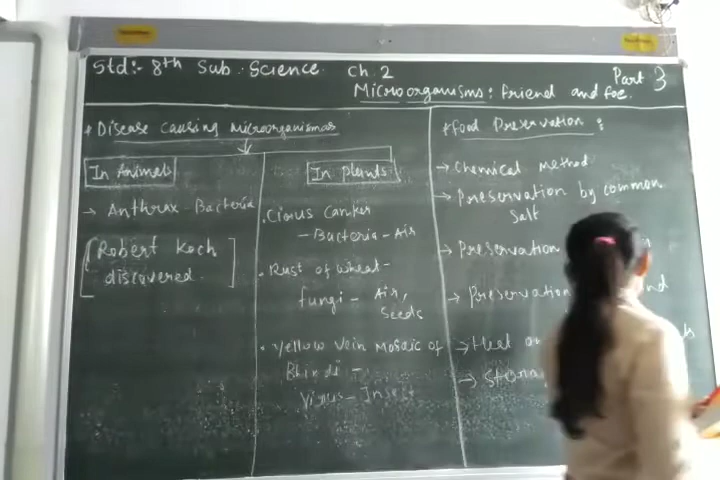 Std:- 8th Sub. Science Ch 2 Part 3
Microorganisms: friend and foe.
Disease causing Microorganismas
In Animals
→ Anthrax - Bacteria
[Robert Koch
discovered.]
In plants
• Citrus Canker
- Bacteria - Air
• Rust of wheat -
fungi - Air,
Seeds
• Yellow Vein Mosaic of
Bhindi -
Virus - Insect
* Food Preservation :
→ Chemical method
→ Preservation by common
Salt
→ Preservation
→ Preservation
→ Heat